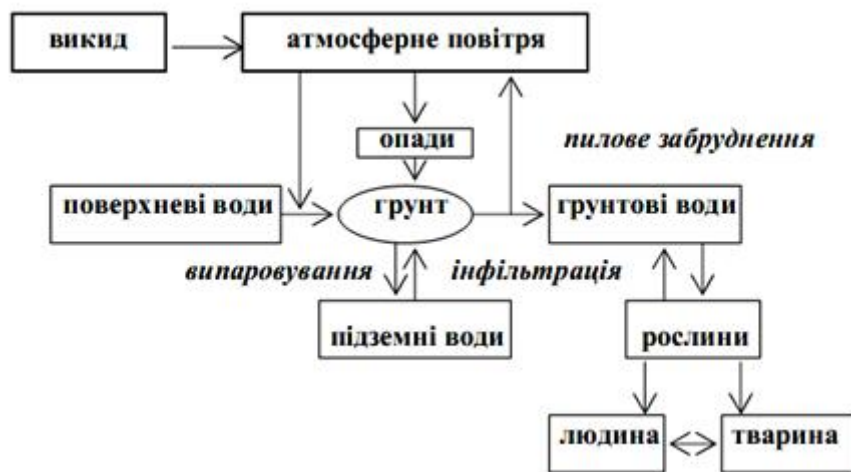 викид
атмосферне повітря
опади
пилове забруднення
поверхневі води
грунт
грунтові води
випаровування
інфільтрація
підземні води
рослини
людина
тварина